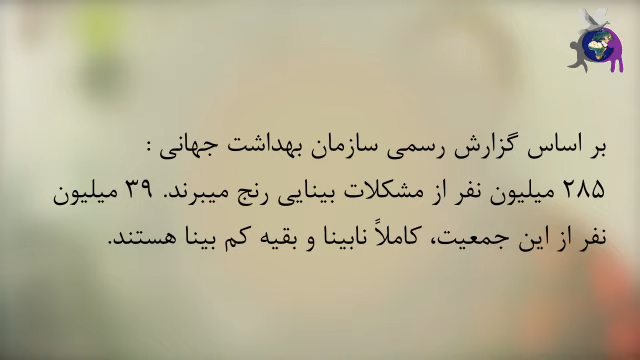 بر اساس گزارش رسمی سازمان بهداشت جهانی :
۲۸۵ میلیون نفر از مشکلات بینایی رنج میبرند. ۳۹ میلیون
نفر از این جمعیت، کاملاً نابینا و بقیه کم بینا هستند.